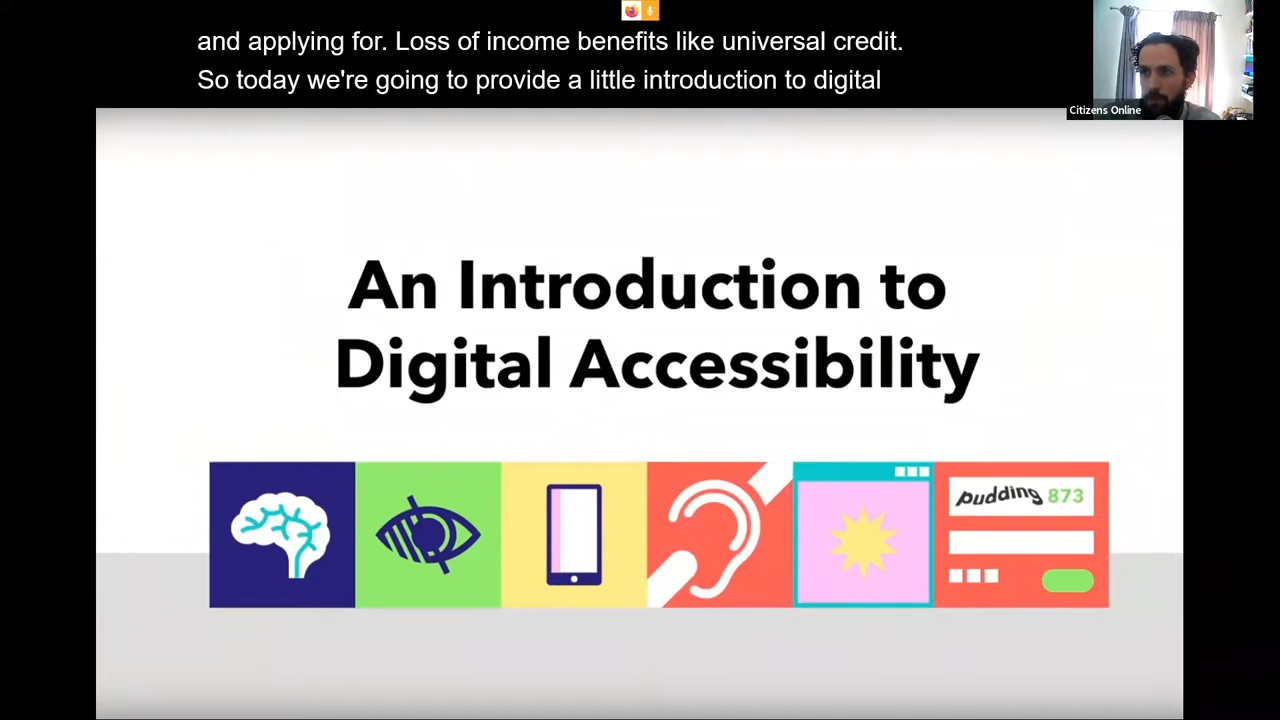 and applying for. Loss of income benefits like universal credit.
So today we're going to provide a little introduction to digital
Citizens Online
An Introduction to
Digital Accessibility
pudding 873